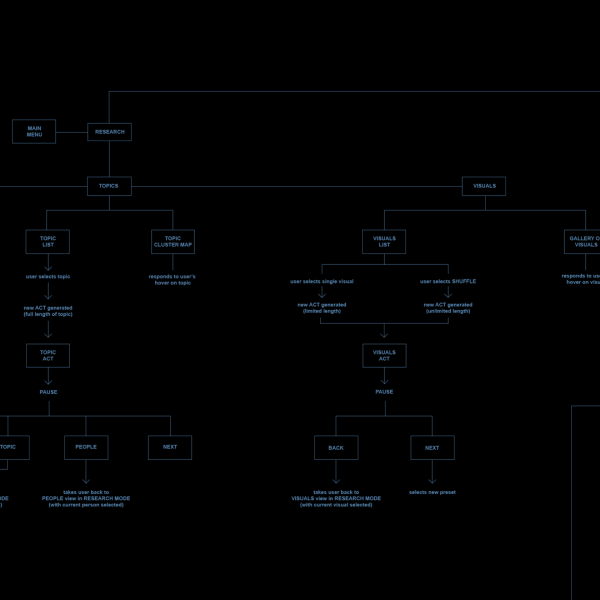 MAIN
MENU
RESEARCH
TOPICS
VISUALS
TOPIC
LIST
TOPIC
CLUSTER MAP
VISUALS
LIST
GALLERY O
VISUALS
user selects topic
responds to user's
hover on topic
user selects single visual
user selects SHUFFLE
responds to us
hover on visu
new ACT generated
(full length of topic)
new ACT generated
(limited length)
new ACT generated
(unlimited length)
TOPIC
ACT
VISUALS
ACT
PAUSE
PAUSE
TOPIC
PEOPLE
NEXT
BACK
NEXT
takes user back to
PEOPLE view in RESEARCH MODE
(with current person selected)
takes user back to
VISUALS view in RESEARCH MODE
(with current visual selected)
selects new preset